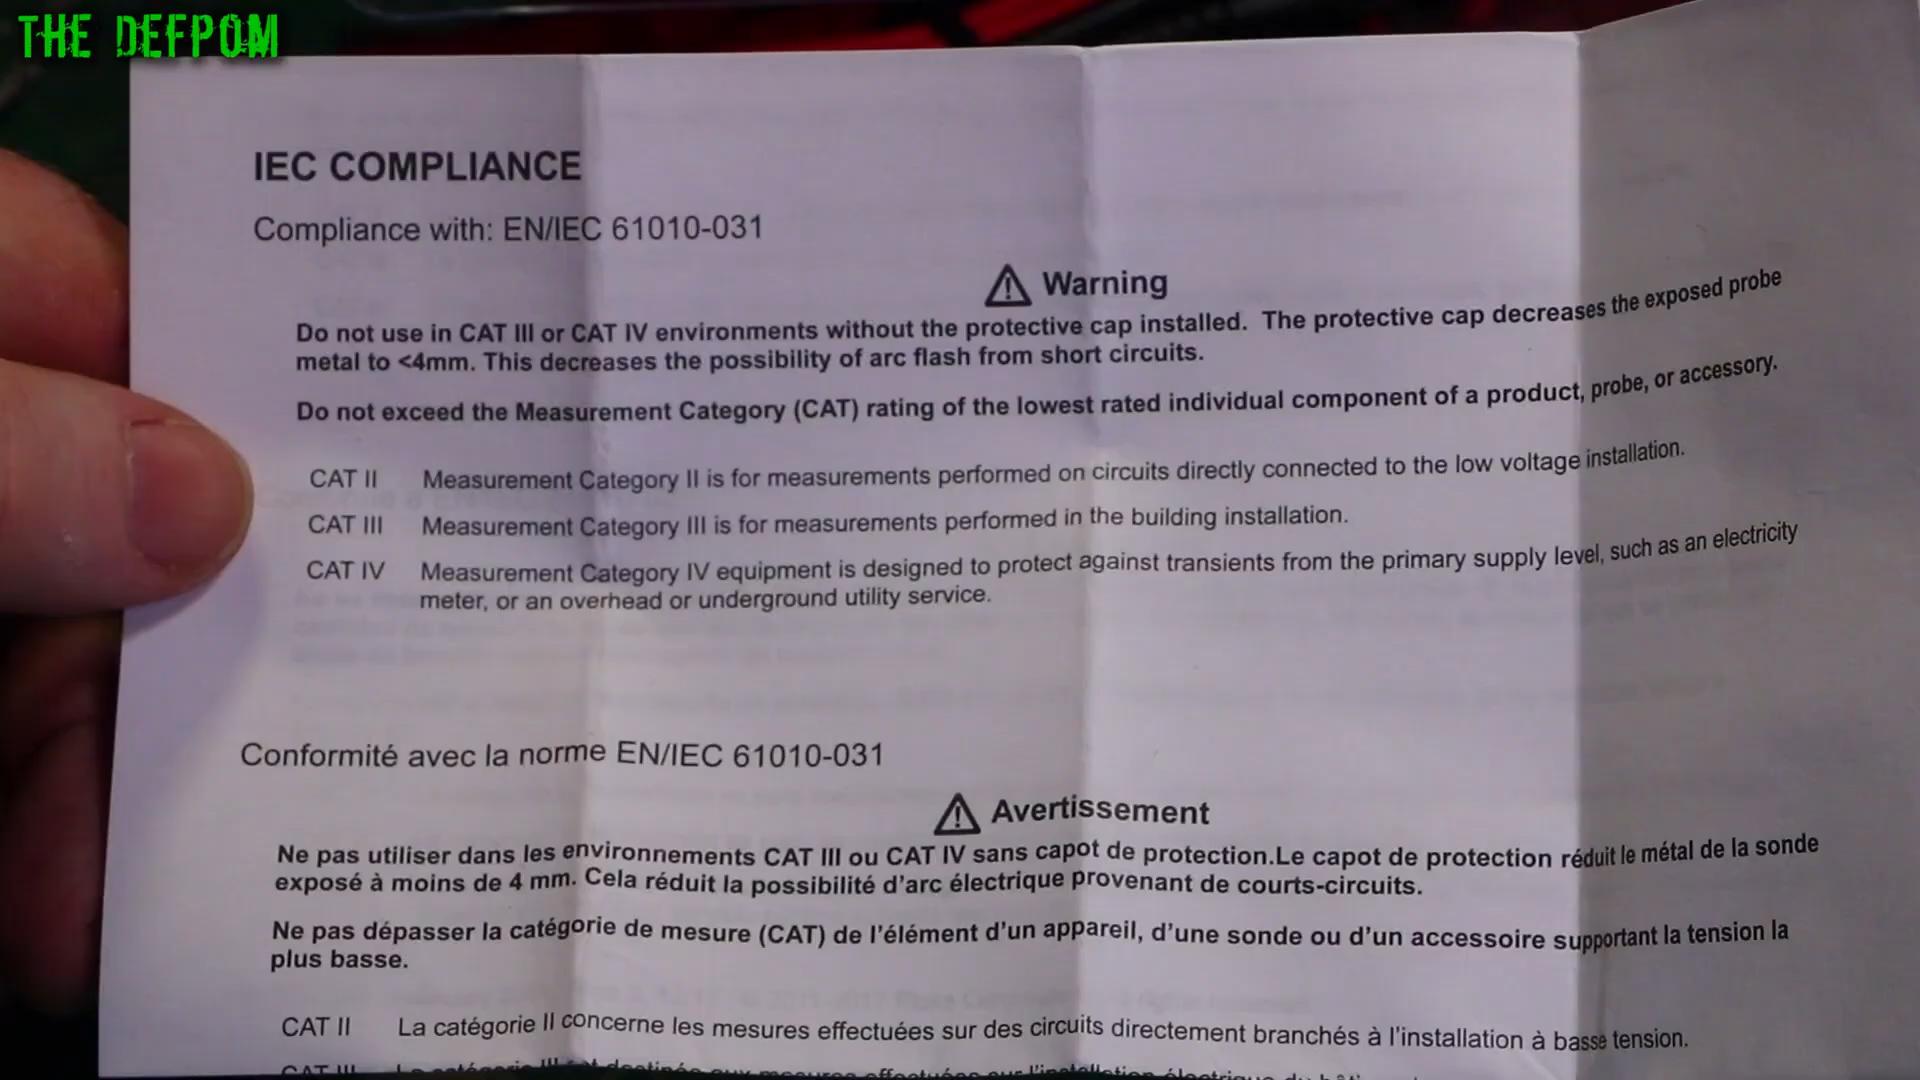 THE DEFPOM
IEC COMPLIANCE
Compliance with: EN/IEC 61010-031
Warning
Do not use in CAT III or CAT IV environments without the protective cap installed. The protective cap decreases the exposed probe
metal to <4mm. This decreases the possibility of arc flash from short circuits.
Do not exceed the Measurement Category (CAT) rating of the lowest rated individual component of a product, probe, or accessory.
CAT II Measurement Category II is for measurements performed on circuits directly connected to the low voltage installation.
CAT III Measurement Category III is for measurements performed in the building installation.
CAT IV Measurement Category IV equipment is designed to protect against transients from the primary supply level, such as an electricity
meter, or an overhead or underground utility service.
Conformité avec la norme EN/IEC 61010-031
Avertissement
Ne pas utiliser dans les environnements CAT III ou CAT IV sans capot de protection.Le capot de protection réduit le métal de la sonde
exposé à moins de 4 mm. Cela réduit la possibilité d'arc électrique provenant de courts-circuits.
Ne pas dépasser la catégorie de mesure (CAT) de l'élément d'un appareil, d'une sonde ou d'un accessoire supportant la tension la
plus basse.
CAT II La catégorie II concerne les mesures effectuées sur des circuits directement branchés à l'installation à basse tension.
CAT III